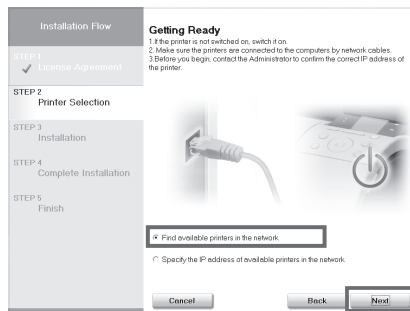 Installation Flow
STEP 1
License Agreement
STEP 2
Printer Selection
STEP 3
Installation
STEP 4
Complete Installation
STEP 5
Finish
Getting Ready
1.If the printer is not switched on, switch it on.
2. Make sure the printers are connected to the computers by network cables.
3.Before you begin, contact the Administrator to confirm the correct IP address of
the printer.
Find available printers in the network
Specify the IP address of available printers in the network
Cancel
Back
Next